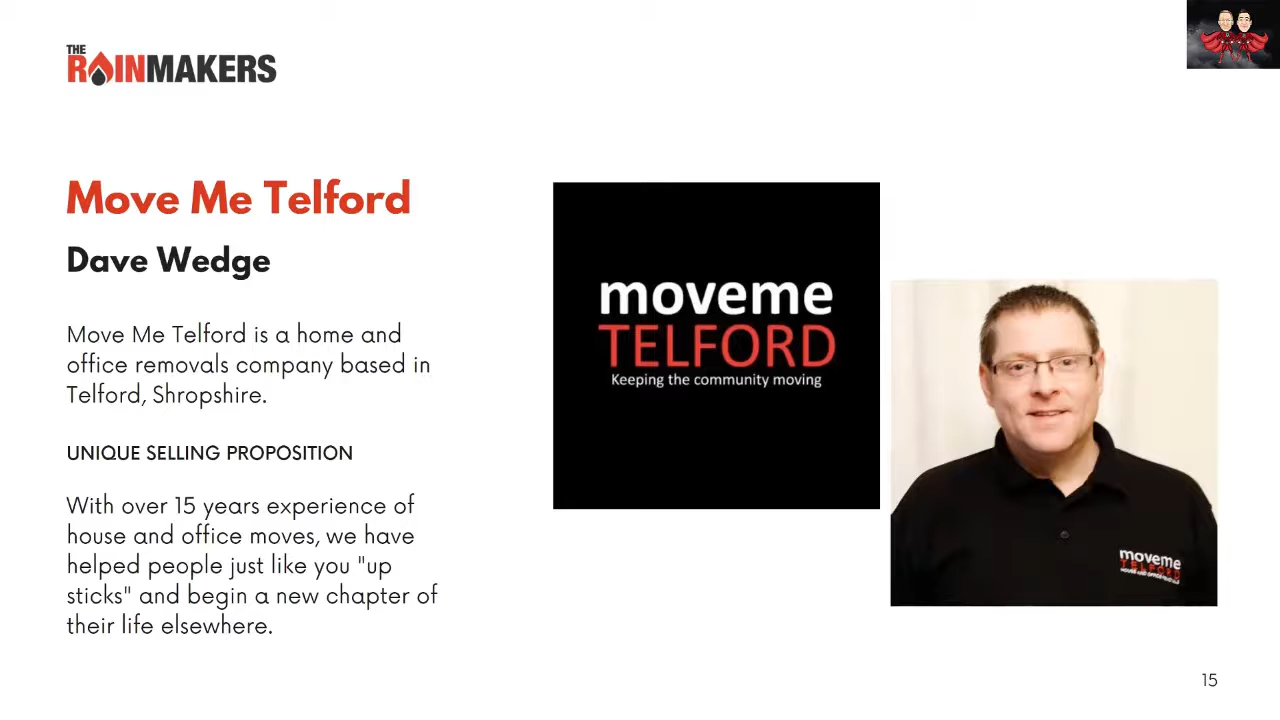 THE
RAINMAKERS
Move Me Telford
Dave Wedge
Move Me Telford is a home and
office removals company based in
Telford, Shropshire.
UNIQUE SELLING PROPOSITION
With over 15 years experience of
house and office moves, we have
helped people just like you "up
sticks" and begin a new chapter of
their life elsewhere.
moveme
TELFORD
Keeping the community moving
moveme
TELFORD
15